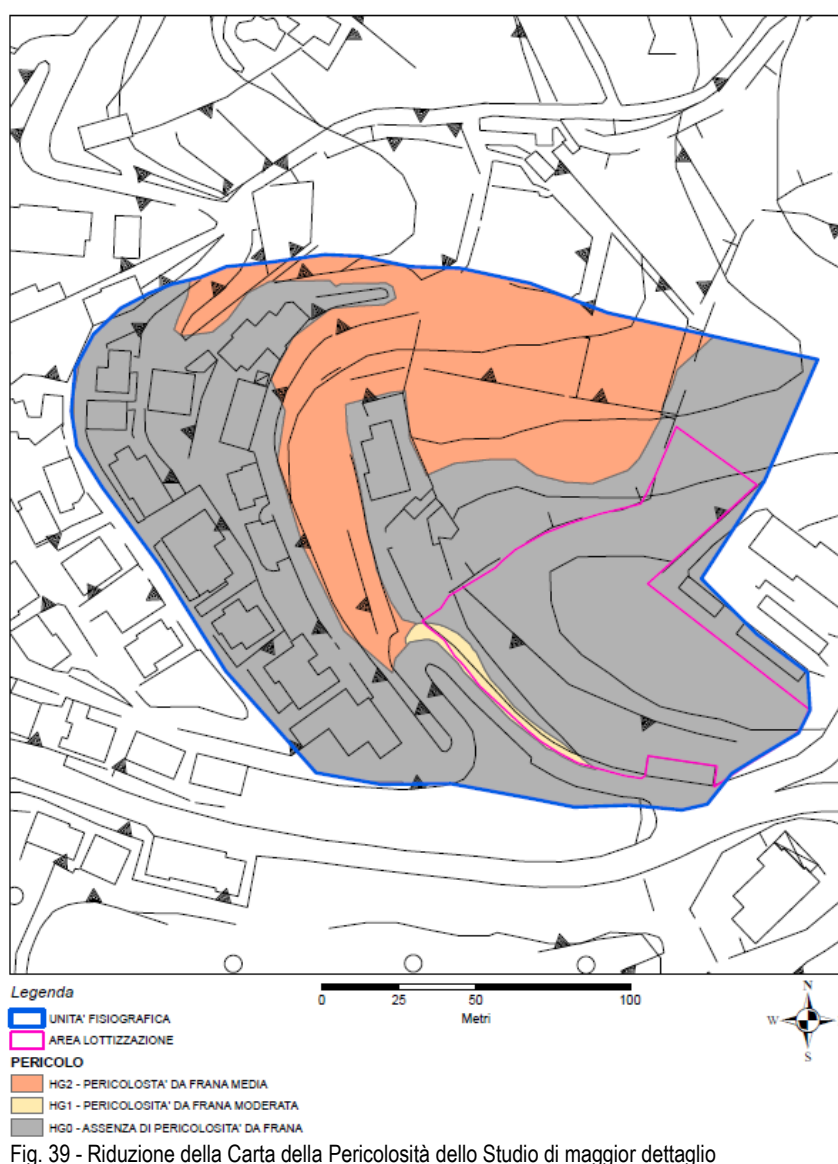 Legenda
UNITA' FISIOGRAFICA
AREA LOTTIZZAZIONE
PERICOLO
HG2 - PERICOLOSTA' DA FRANA MEDIA
HG1 - PERICOLOSITA' DA FRANA MODERATA
HG0 - ASSENZA DI PERICOLOSITA' DA FRANA
0 25 50 100
Metri
N
W E
S
Fig. 39 - Riduzione della Carta della Pericolosità dello Studio di maggior dettaglio